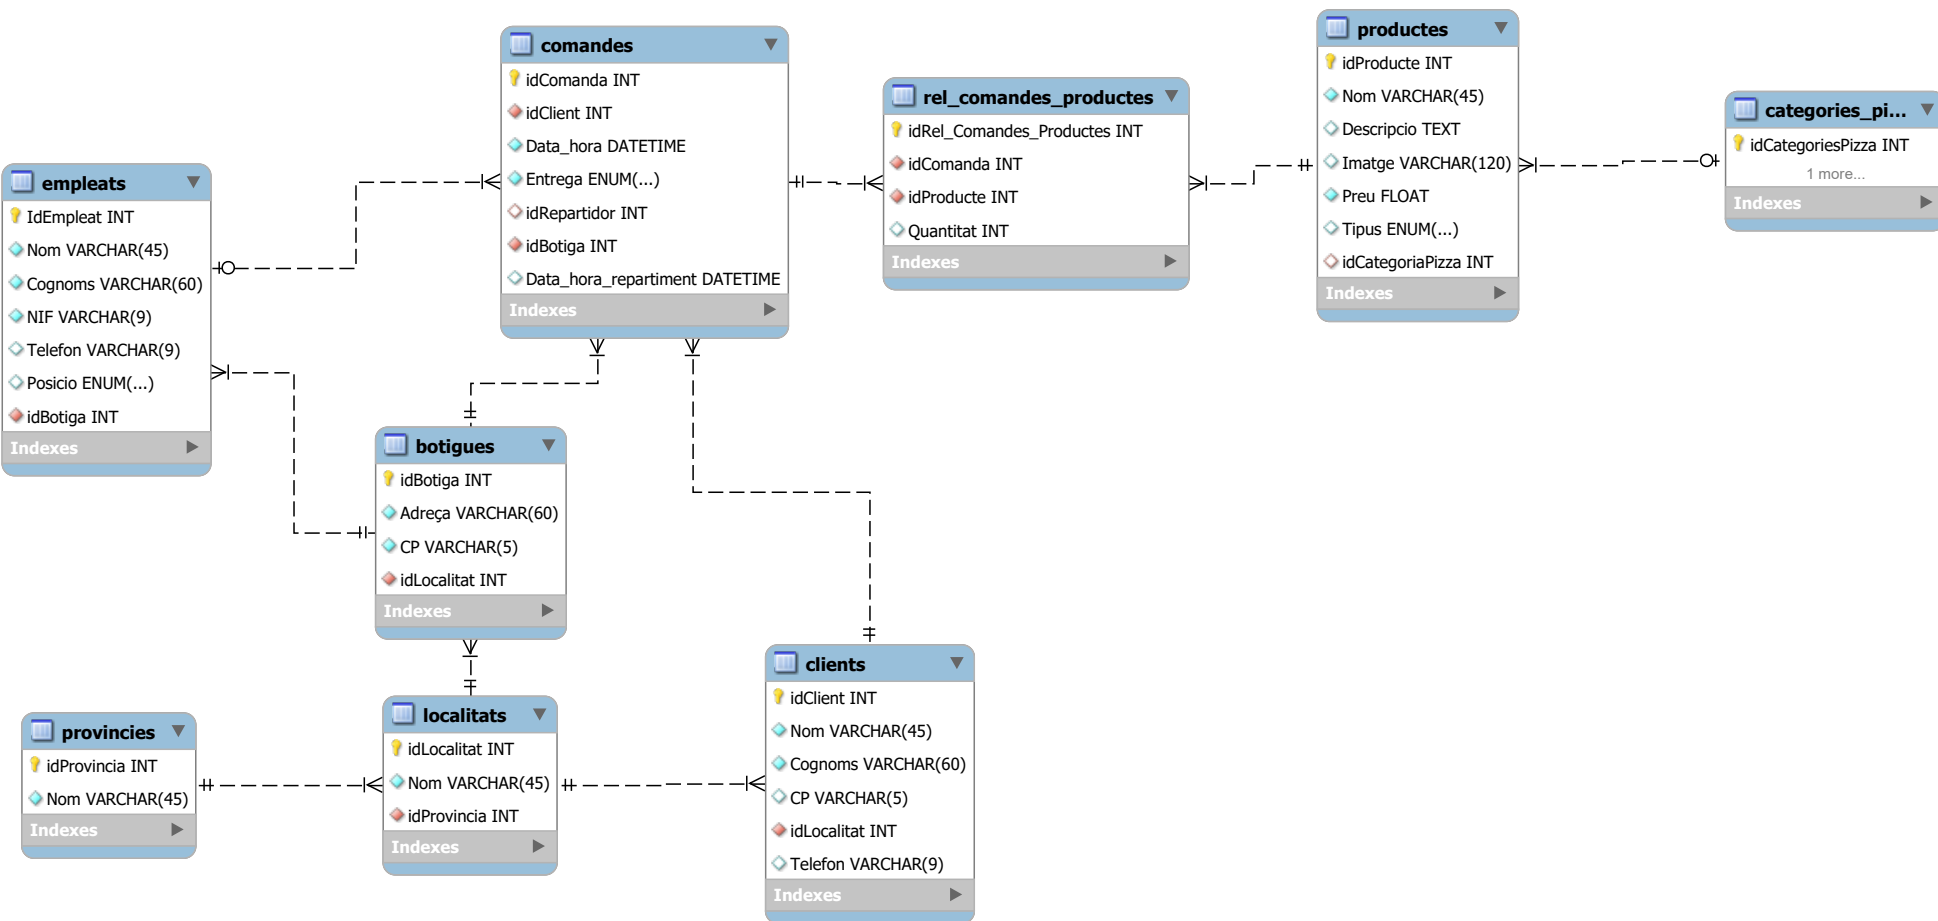 comandes
idComanda INT
idClient INT
Data_hora DATETIME
Entrega ENUM(...)
idRepartidor INT
idBotiga INT
Data_hora_repartiment DATETIME
Indexes
rel_comandes_productes
idRel_Comandes_Productes INT
idComanda INT
idProducte INT
Quantitat INT
Indexes
productes
idProducte INT
Nom VARCHAR(45)
Descripcio TEXT
Imatge VARCHAR(120)
Preu FLOAT
Tipus ENUM(...)
idCategoriaPizza INT
Indexes
categories_pi...
idCategoriesPizza INT
1 more...
Indexes
empleats
IdEmpleat INT
Nom VARCHAR(45)
Cognoms VARCHAR(60)
NIF VARCHAR(9)
Telefon VARCHAR(9)
Posicio ENUM(...)
idBotiga INT
Indexes
botigues
idBotiga INT
Adreça VARCHAR(60)
CP VARCHAR(5)
idLocalitat INT
Indexes
provincies
idProvincia INT
Nom VARCHAR(45)
Indexes
localitats
idLocalitat INT
Nom VARCHAR(45)
idProvincia INT
Indexes
clients
idClient INT
Nom VARCHAR(45)
Cognoms VARCHAR(60)
CP VARCHAR(5)
idLocalitat INT
Telefon VARCHAR(9)
Indexes